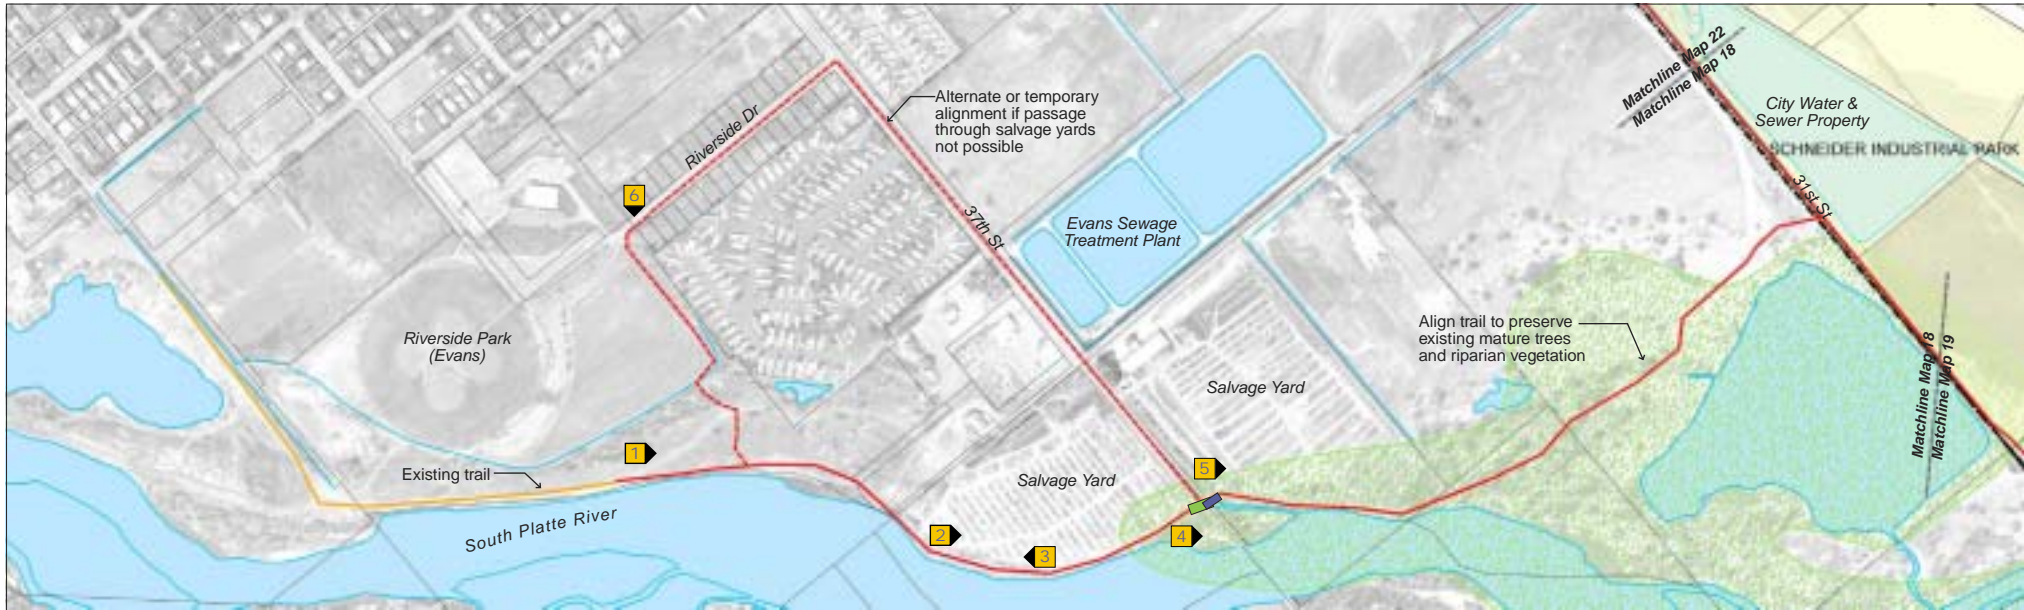 Matchline Map 22
Matchline Map 18
City Water &
Sewer Property
SCHNEIDER INDUSTRIAL PARK
31st St
Alternate or temporary
alignment if passage
through salvage yards
not possible
Riverside Dr
6
37th St
Evans Sewage
Treatment Plant
Riverside Park
(Evans)
Align trail to preserve
existing mature trees
and riparian vegetation
Matchline Map 18
Matchline Map 19
Salvage Yard
1
Existing trail
5
Salvage Yard
South Platte River
2
3
4